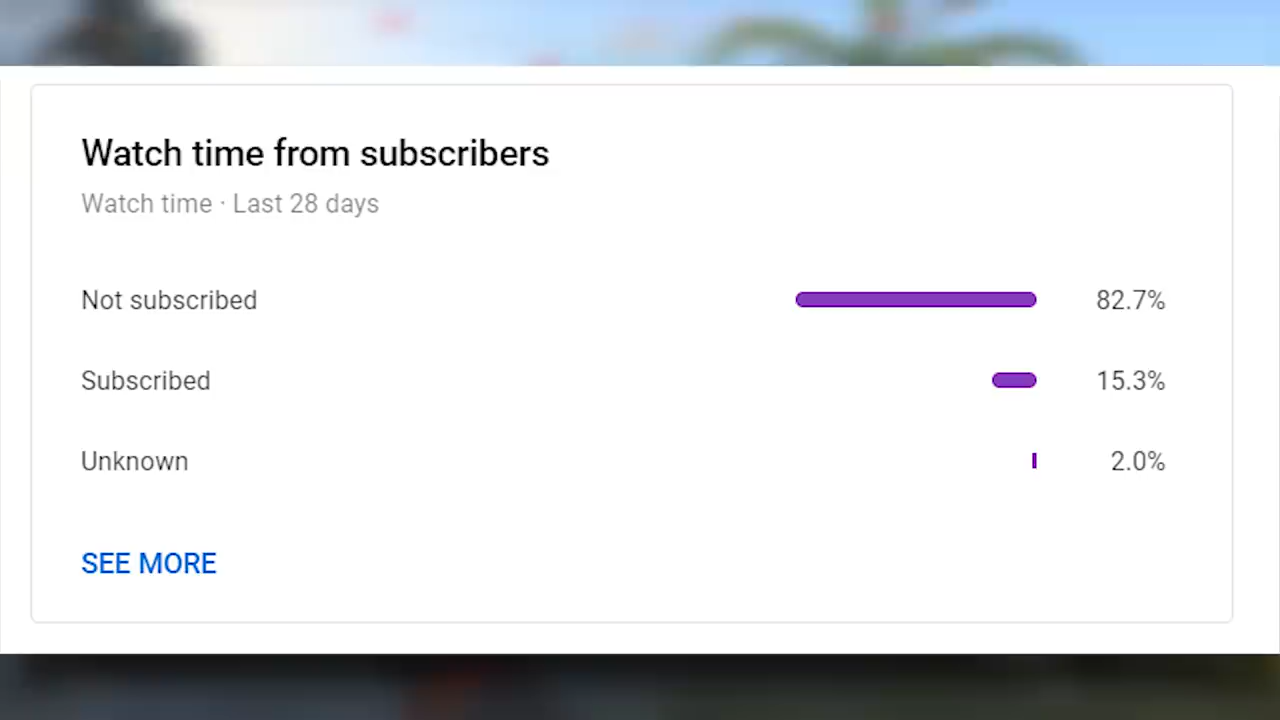 Watch time from subscribers
Watch time · Last 28 days
Not subscribed 82.7%
Subscribed 15.3%
Unknown 2.0%
SEE MORE